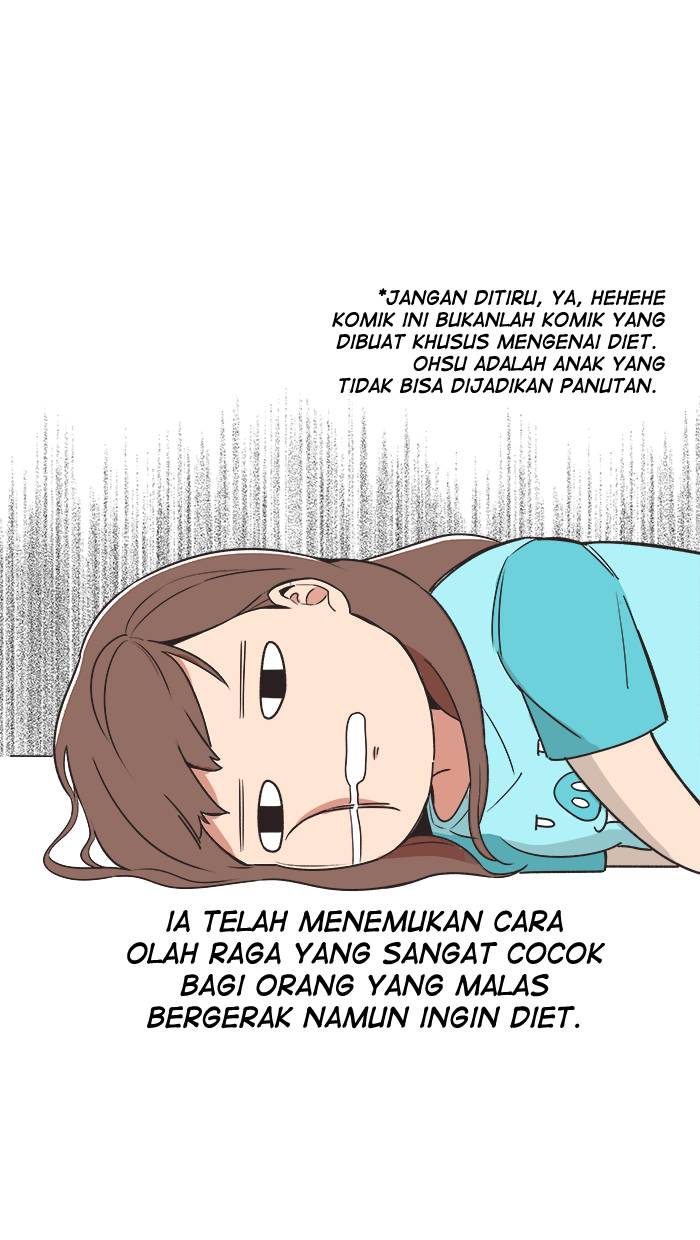 *JANGAN DITIRU, YA, HEHEHE
KOMIK INI BUKANLAH KOMIK YANG
DIBUAT KHUSUS MENGENAI DIET.
OHSU ADALAH ANAK YANG
TIDAK BISA DIJADIKAN PANUTAN.
IA TELAH MENEMUKAN CARA
OLAH RAGA YANG SANGAT COCOK
BAGI ORANG YANG MALAS
BERGERAK NAMUN INGIN DIET.